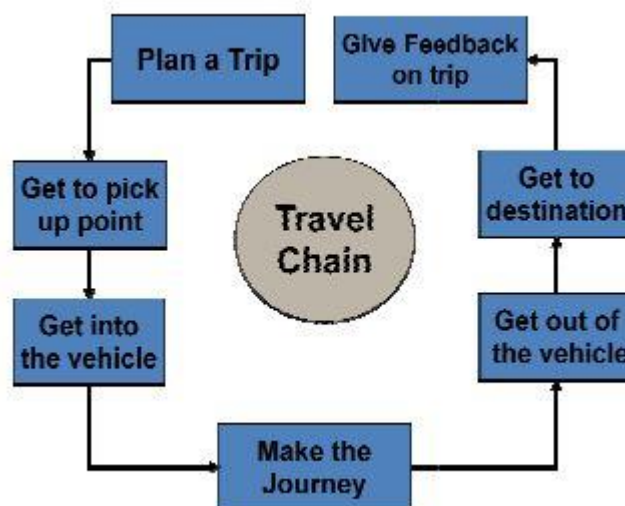 Plan a Trip
Give Feedback
on trip
Get to pick
up point
Get to
destination
Travel
Chain
Get into
the vehicle
Get out of
the vehicle
Make the
Journey